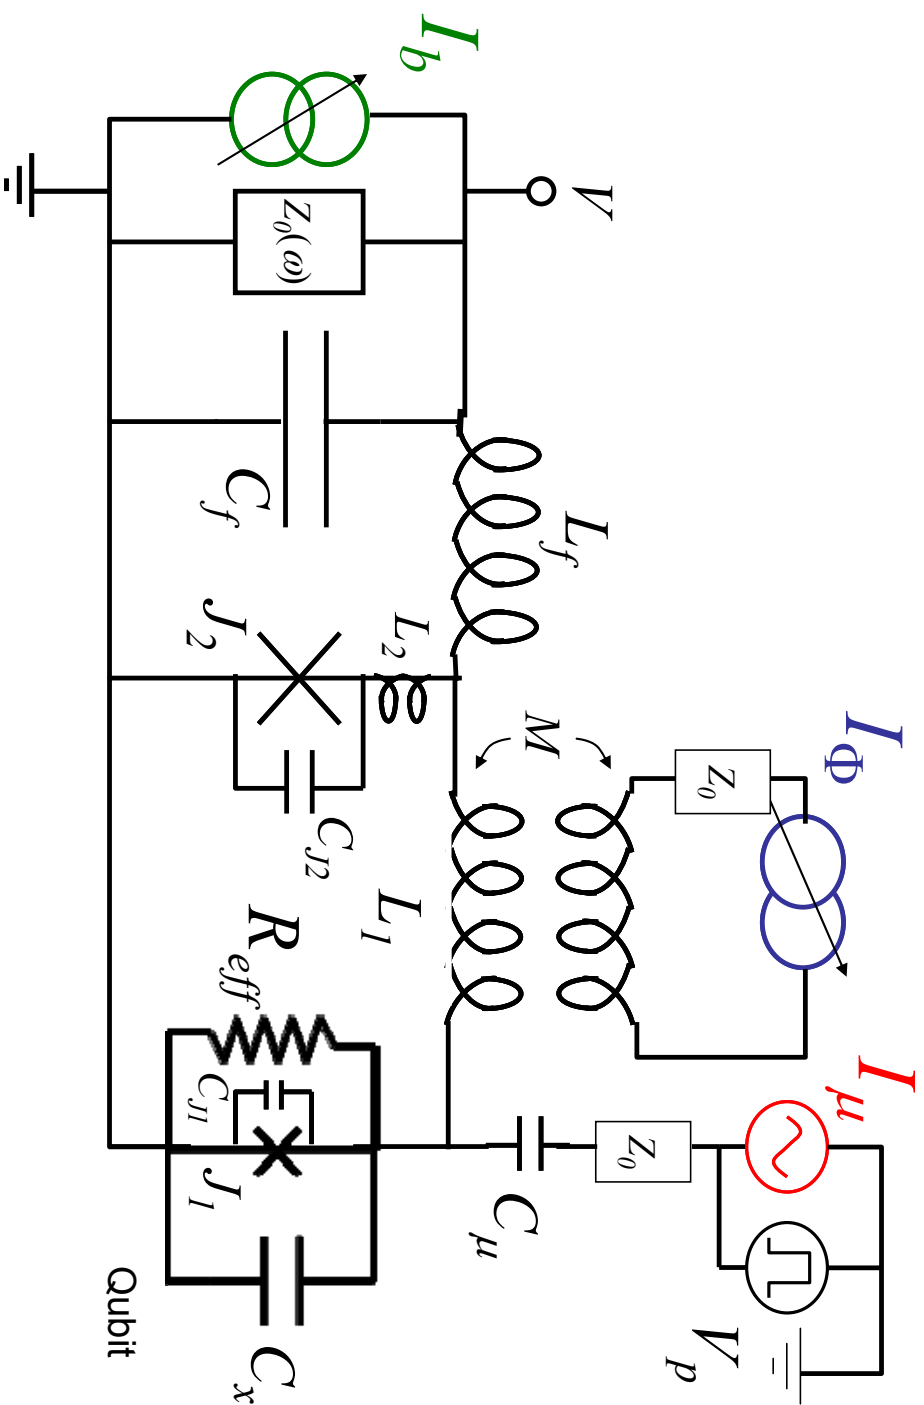 I_b
V
Z_0(ω)
C_f
L_f
J_2
L_2
C_J2
M
I_Φ
Z_0
L_1
R_eff
C_J1
J_1
C_x
Qubit
C_μ
Z_0
I_μ
V_p